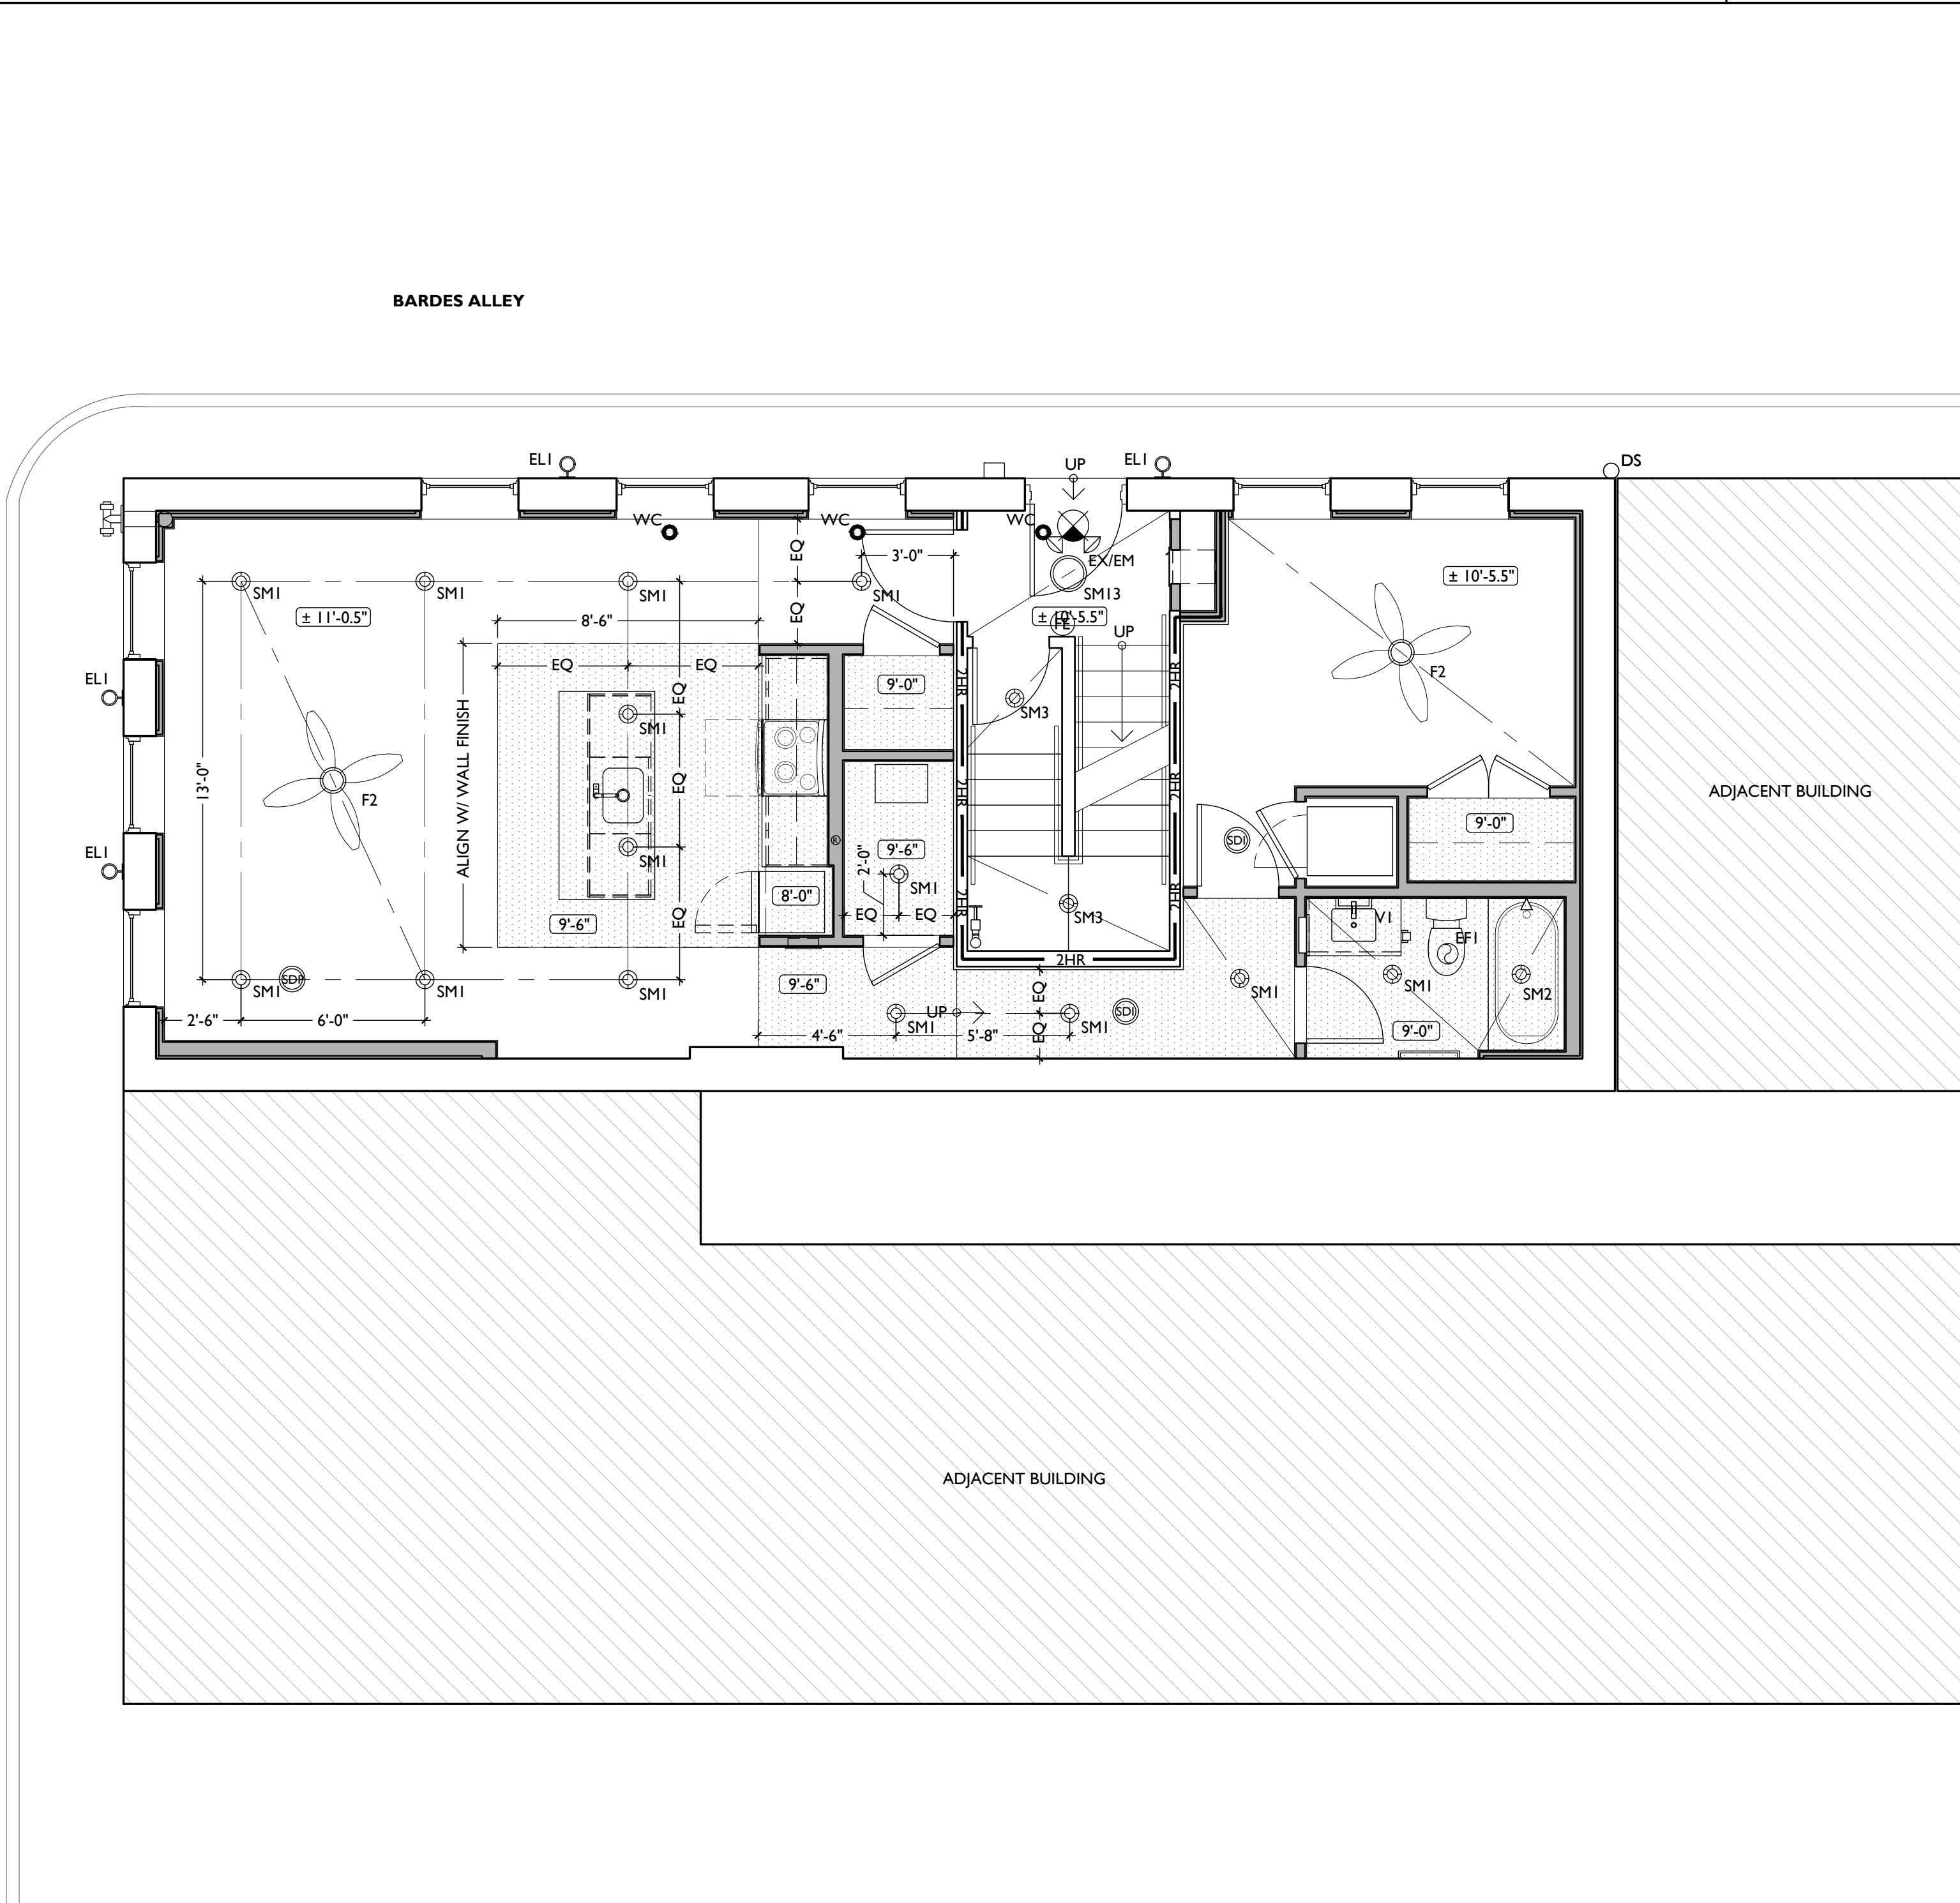 BARDES ALLEY
EL1
UP
EL1
DS
WC
WC
WC
EQ
3'-0"
EX/EM
SM1
SM1
SM1
SM1
SM13
± 10'-5.5"
± 11'-0.5"
8'-6"
EQ
± 10'-5.5"
FE
UP
EQ
EQ
EQ
9'-0"
2HR
2HR
F2
EL1
SM3
SM1
ALIGN W/ WALL FINISH
13'-0"
EQ
2HR
2HR
ADJACENT BUILDING
F2
9'-0"
EL1
SM1
R
9'-6"
2'-0"
SD1
8'-0"
SM1
2HR
2HR
9'-6"
EQ
EQ
EQ
SM3
V1
EF1
2HR
SM1
SDP
SM1
SM1
9'-6"
EQ
SM1
SM1
SM2
2'-6"
6'-0"
UP
SM1
SM1
SD1
4'-6"
5'-8"
EQ
9'-0"
ADJACENT BUILDING